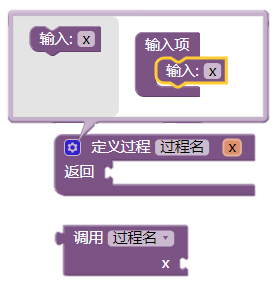 输入: x
输入项
输入: x
定义过程 过程名 x
返回
调用 过程名
x